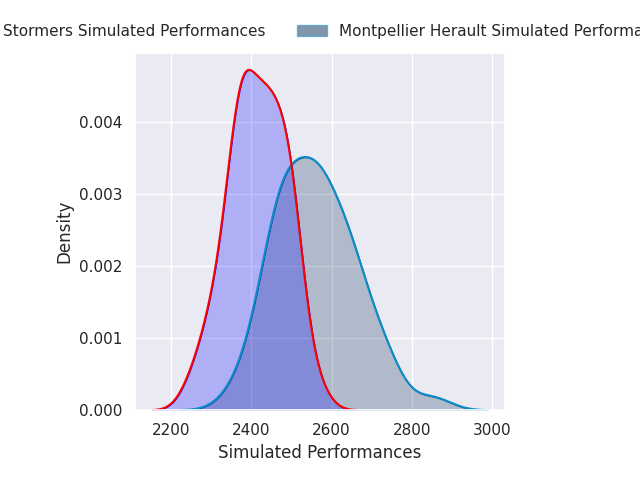 Stormers Simulated Performances
Montpellier Herault Simulated Performa
0.004
0.003
0.002
0.001
0.000
Density
2200 2400 2600 2800 3000
Simulated Performances